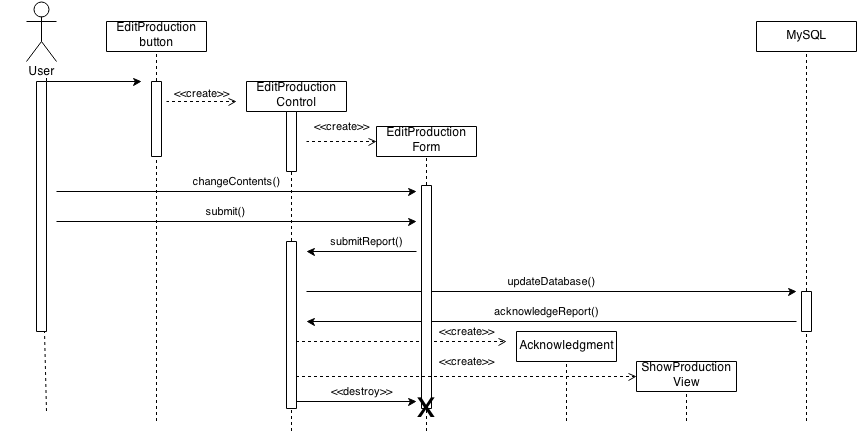 EditProduction
button
MySQL
User
<<create>>
EditProduction
Control
<<create>>
EditProduction
Form
changeContents()
submit()
submitReport()
updateDatabase()
acknowledgeReport()
<<create>>
Acknowledgment
<<create>>
ShowProduction
View
<<destroy>>
X